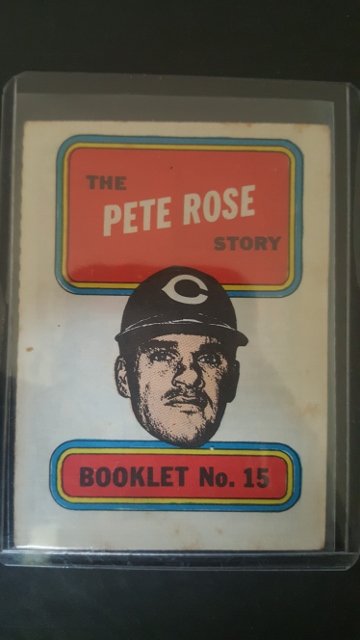 THE
PETE ROSE
STORY
C
BOOKLET No. 15